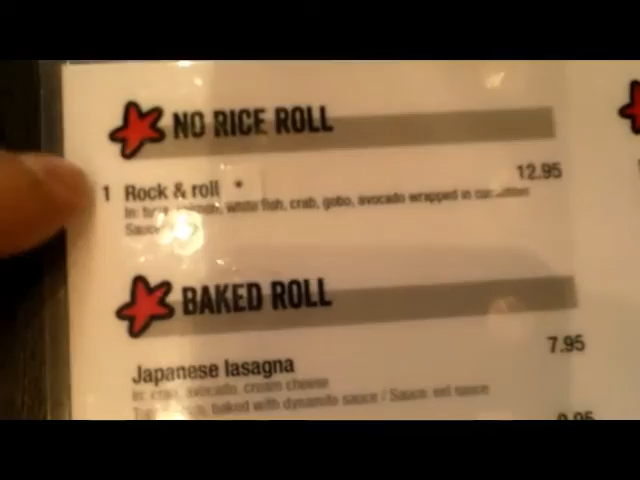 NO RICE ROLL
1 Rock & roll * 12.95
In: white fish, crab, gobo, avocado wrapped in
Sauce
BAKED ROLL
Japanese lasagna 7.95
In: crab, avocado, cream cheese
baked with dynamite sauce / Sauce: eel sauce